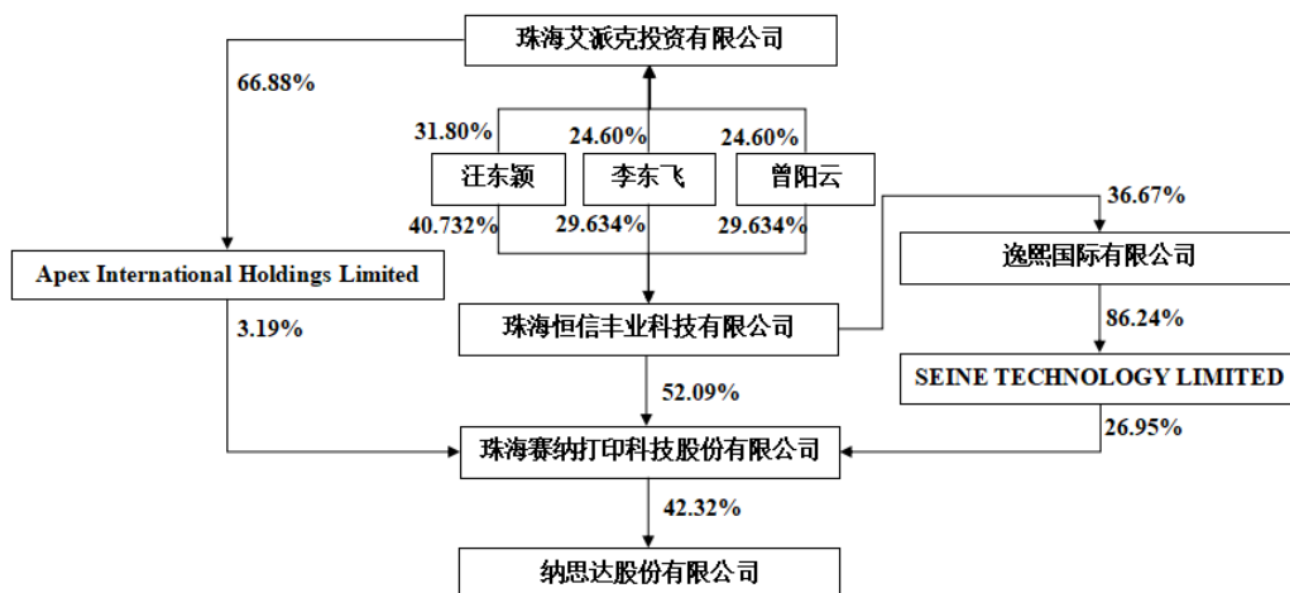 珠海艾派克投资有限公司
66.88%
31.80%
24.60%
24.60%
汪东颖
李东飞
曾阳云
40.732%
29.634%
29.634%
36.67%
逸熙国际有限公司
Apex International Holdings Limited
3.19%
珠海恒信丰业科技有限公司
86.24%
52.09%
SEINE TECHNOLOGY LIMITED
26.95%
珠海赛纳打印科技股份有限公司
42.32%
纳思达股份有限公司